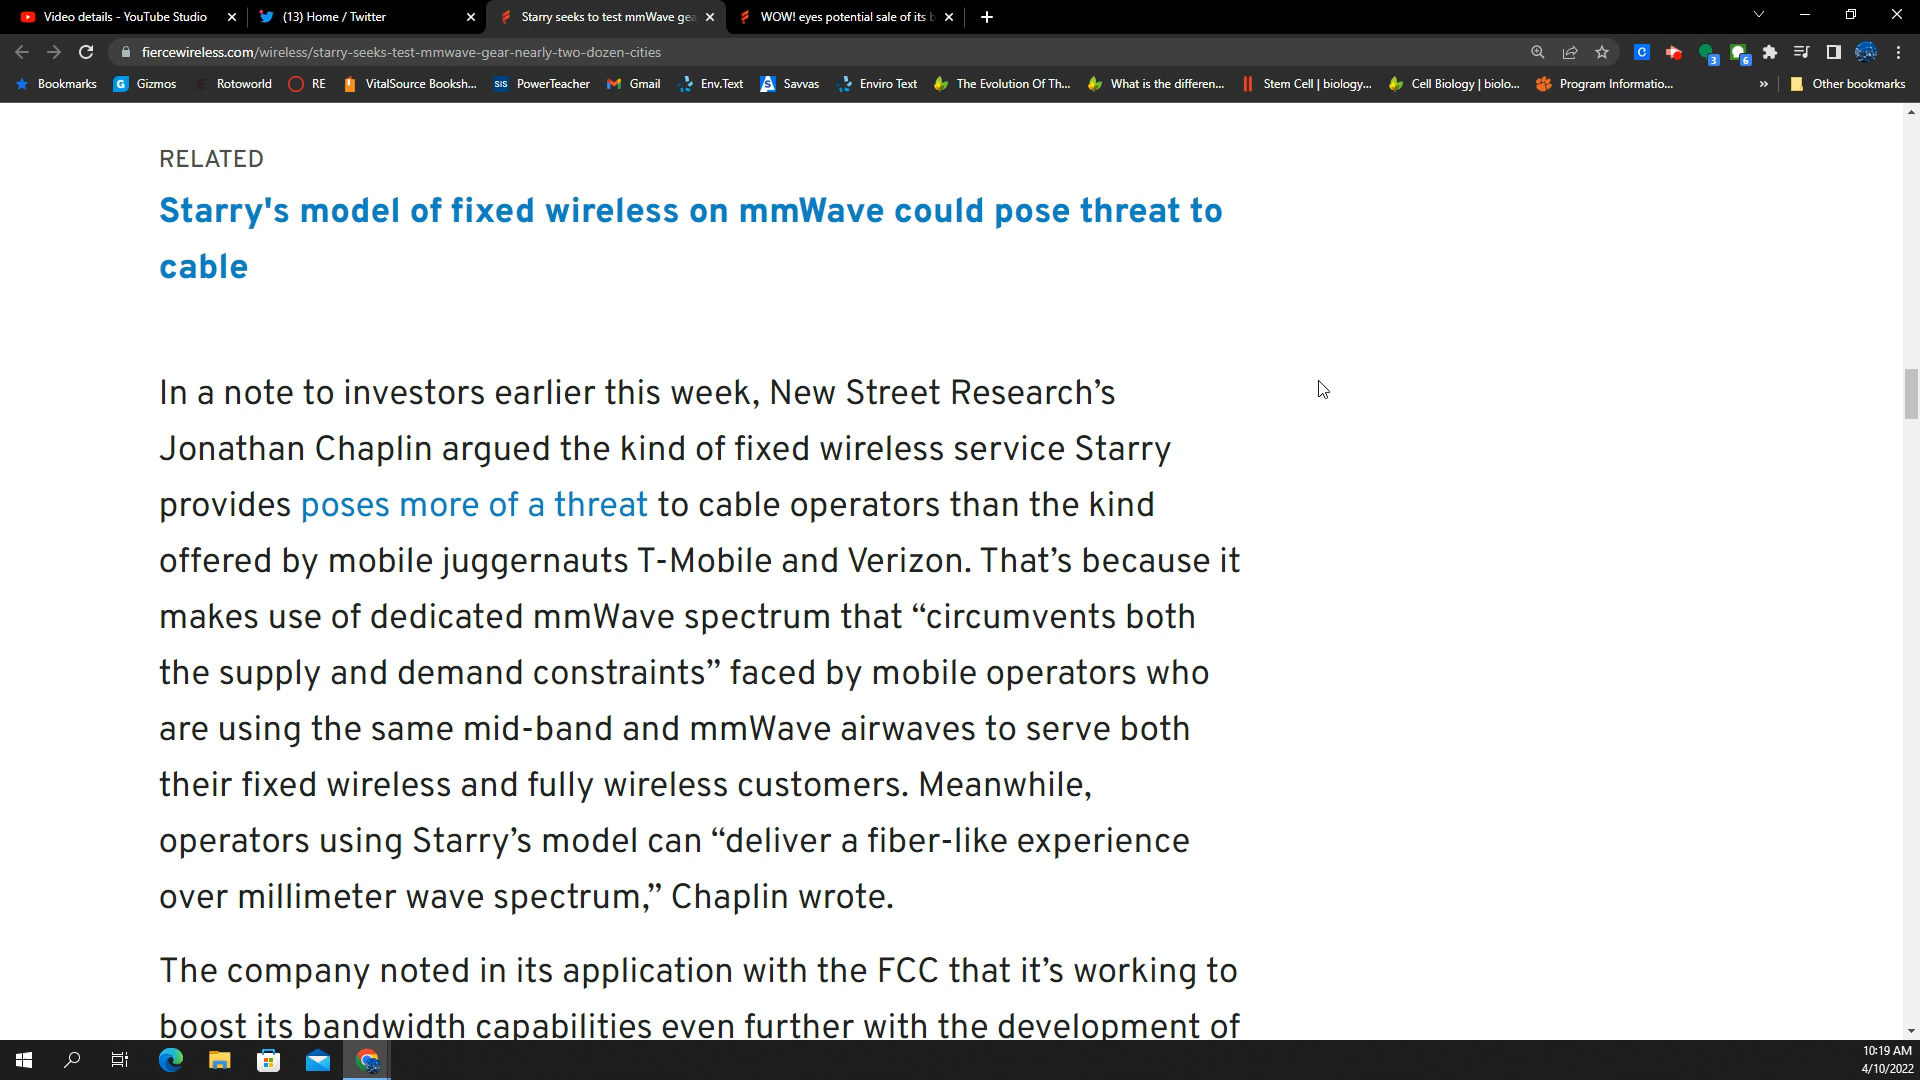 Video details - YouTube Studio
(13) Home / Twitter
Starry seeks to test mmWave gea
WOW! eyes potential sale of its b
fiercewireless.com/wireless/starry-seeks-test-mmwave-gear-nearly-two-dozen-cities
3
6
Bookmarks
Gizmos
Rotoworld
RE
VitalSource Booksh...
SIS PowerTeacher
Gmail
Env.Text
Savvas
Enviro Text
The Evolution Of Th...
What is the differen...
Stem Cell | biology...
Cell Biology | biolo...
Program Informatio...
»
Other bookmarks
RELATED
Starry's model of fixed wireless on mmWave could pose threat to
cable
In a note to investors earlier this week, New Street Research’s
Jonathan Chaplin argued the kind of fixed wireless service Starry
provides poses more of a threat to cable operators than the kind
offered by mobile juggernauts T-Mobile and Verizon. That’s because it
makes use of dedicated mmWave spectrum that “circumvents both
the supply and demand constraints” faced by mobile operators who
are using the same mid-band and mmWave airwaves to serve both
their fixed wireless and fully wireless customers. Meanwhile,
operators using Starry’s model can “deliver a fiber-like experience
over millimeter wave spectrum,” Chaplin wrote.
The company noted in its application with the FCC that it’s working to
boost its bandwidth capabilities even further with the development of
10:19 AM
4/10/2022